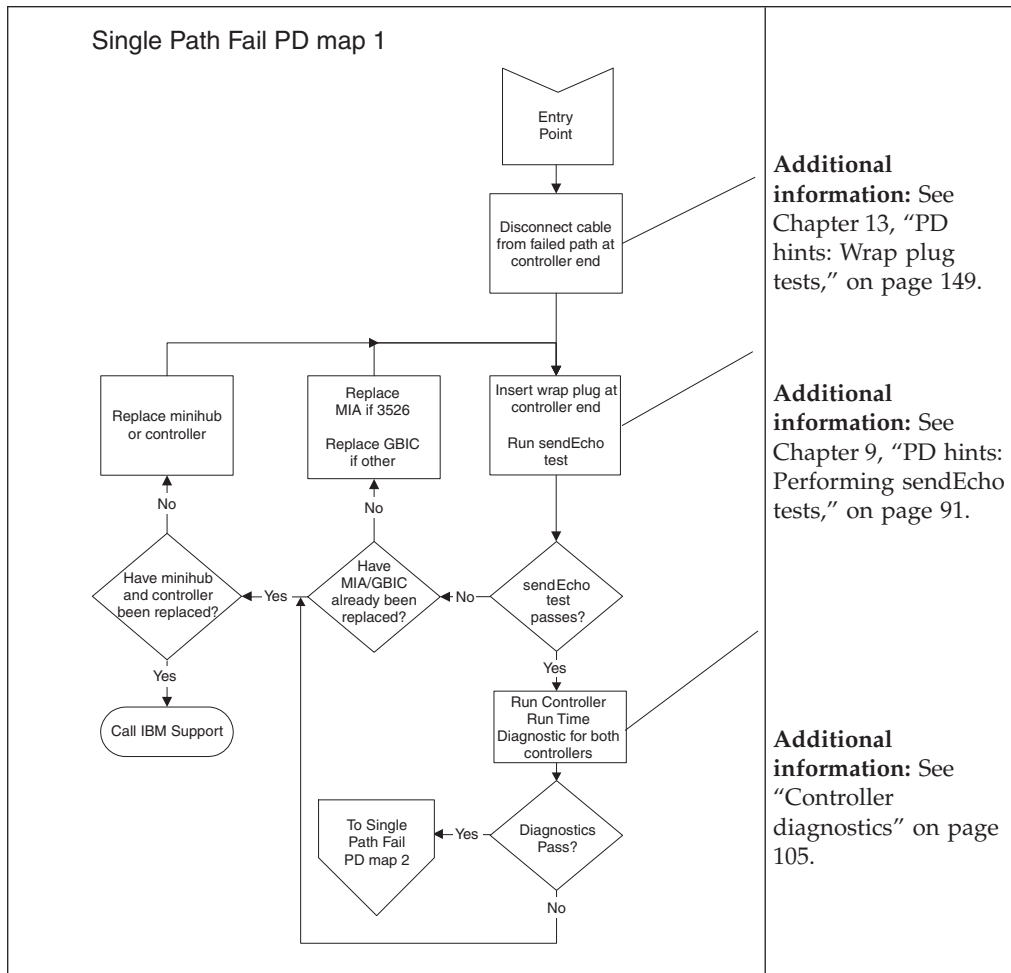 Single Path Fail PD map 1
Entry
Point
Disconnect cable
from failed path at
controller end
Additional
information: See
Chapter 13, “PD
hints: Wrap plug
tests,” on page 149.
Replace minihub
or controller
Replace
MIA if 3526
Replace GBIC
if other
Insert wrap plug at
controller end
Run sendEcho
test
Additional
information: See
Chapter 9, “PD hints:
Performing sendEcho
tests,” on page 91.
No
No
Have minihub
and controller
been replaced?
Yes
Have
MIA/GBIC
already been
replaced?
No
sendEcho
test
passes?
Yes
Yes
Call IBM Support
Run Controller
Run Time
Diagnostic for both
controllers
Additional
information: See
“Controller
diagnostics” on page
105.
To Single
Path Fail
PD map 2
Yes
Diagnostics
Pass?
No